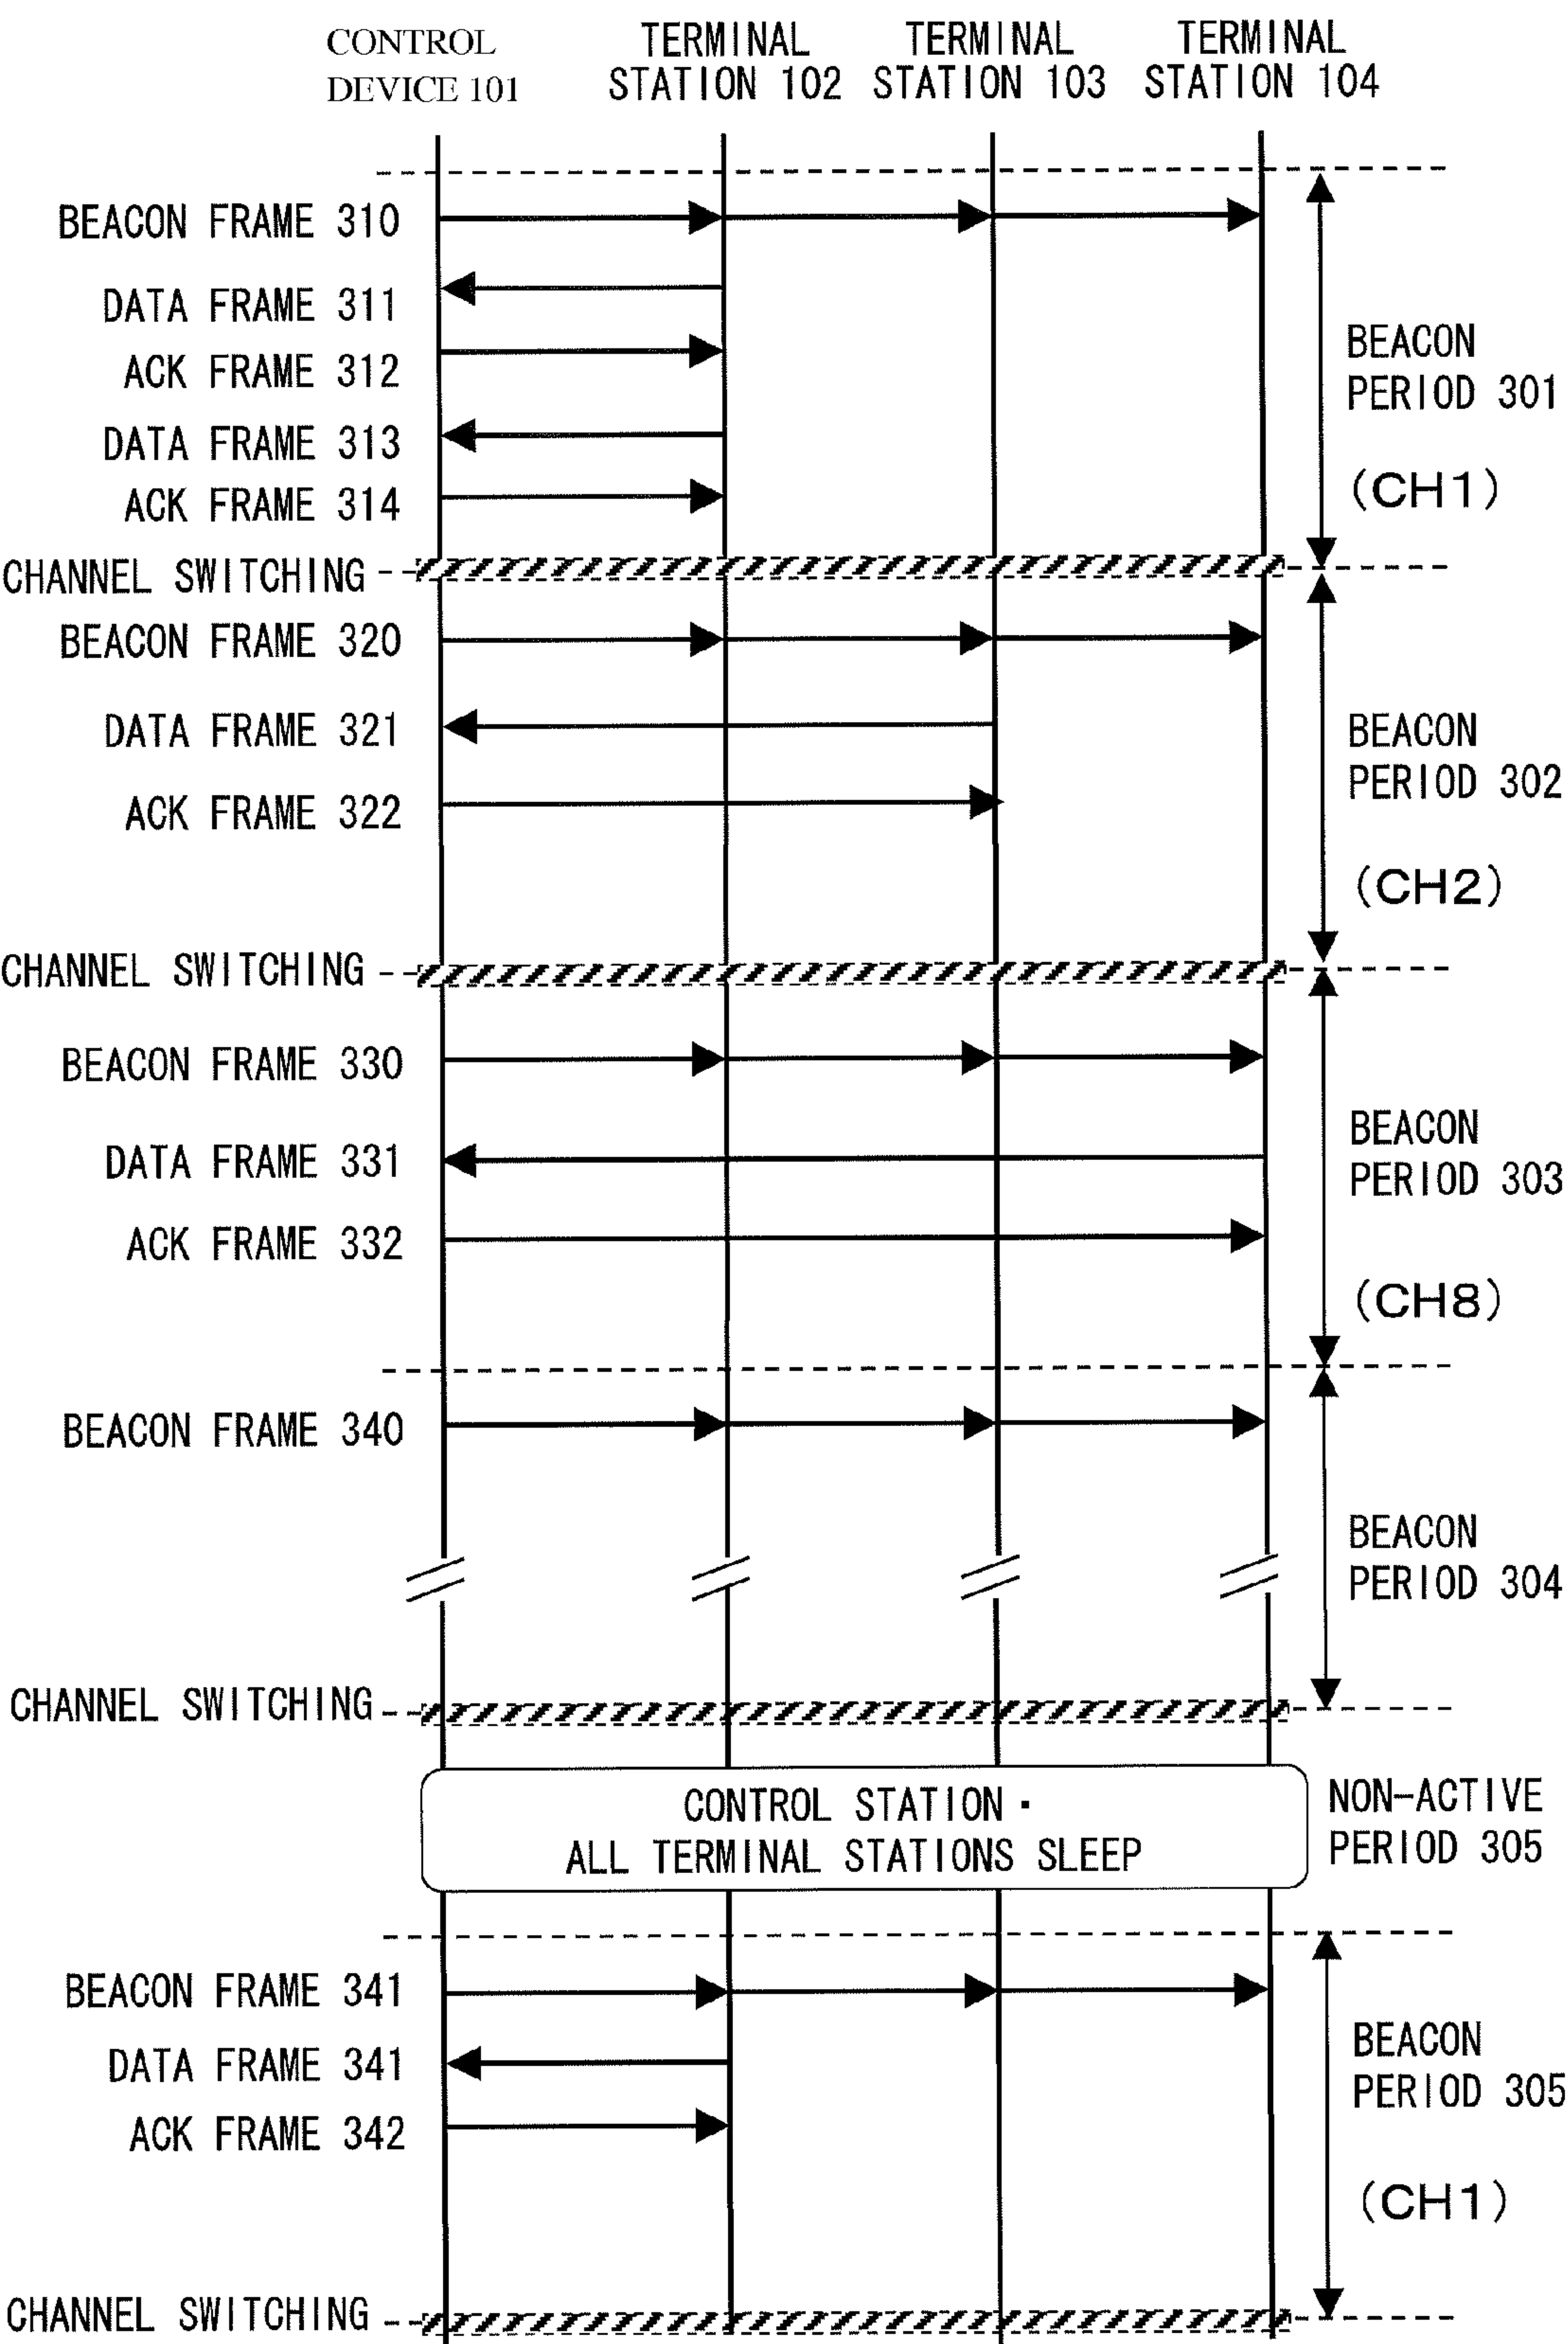 CONTROL
DEVICE 101
TERMINAL
STATION 102
TERMINAL
STATION 103
TERMINAL
STATION 104
BEACON FRAME 310
DATA FRAME 311
ACK FRAME 312
DATA FRAME 313
ACK FRAME 314
BEACON
PERIOD 301
(CH1)
CHANNEL SWITCHING
BEACON FRAME 320
DATA FRAME 321
ACK FRAME 322
BEACON
PERIOD 302
(CH2)
CHANNEL SWITCHING
BEACON FRAME 330
DATA FRAME 331
ACK FRAME 332
BEACON
PERIOD 303
(CH8)
BEACON FRAME 340
BEACON
PERIOD 304
CHANNEL SWITCHING
CONTROL STATION・
ALL TERMINAL STATIONS SLEEP
NON-ACTIVE
PERIOD 305
BEACON FRAME 341
DATA FRAME 341
ACK FRAME 342
BEACON
PERIOD 305
(CH1)
CHANNEL SWITCHING